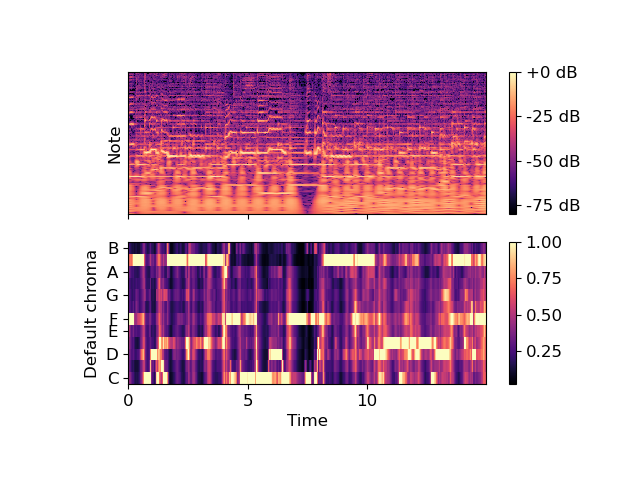 Note
+0 dB
-25 dB
-50 dB
-75 dB
Default chroma
B
A
G
F
E
D
C
1.00
0.75
0.50
0.25
0
5
10
Time